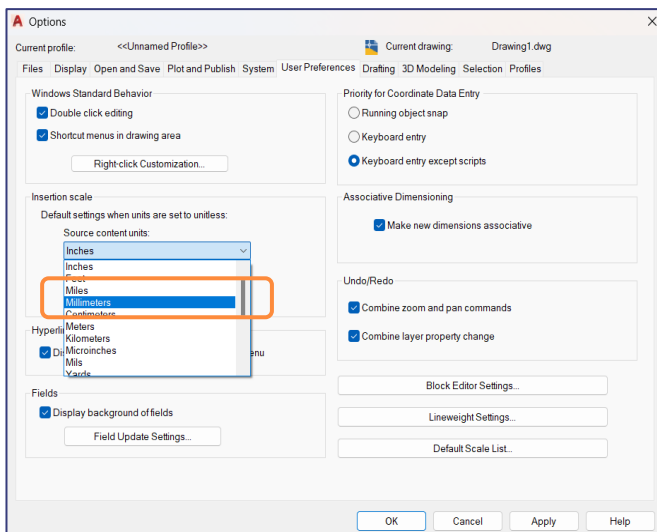 Options
Current profile: <<Unnamed Profile>> Current drawing: Drawing1.dwg
Files Display Open and Save Plot and Publish System User Preferences Drafting 3D Modeling Selection Profiles
Windows Standard Behavior
Double click editing
Shortcut menus in drawing area
Right-click Customization...
Insertion scale
Default settings when units are set to unitless:
Source content units:
Inches
Inches
Feet
Miles
Millimeters
Centimeters
Meters
Kilometers
Microinches
Mils
Yards
Hyperli
Di enu
Fields
Display background of fields
Field Update Settings...
Priority for Coordinate Data Entry
Running object snap
Keyboard entry
Keyboard entry except scripts
Associative Dimensioning
Make new dimensions associative
Undo/Redo
Combine zoom and pan commands
Combine layer property change
Block Editor Settings...
Lineweight Settings...
Default Scale List...
OK Cancel Apply Help